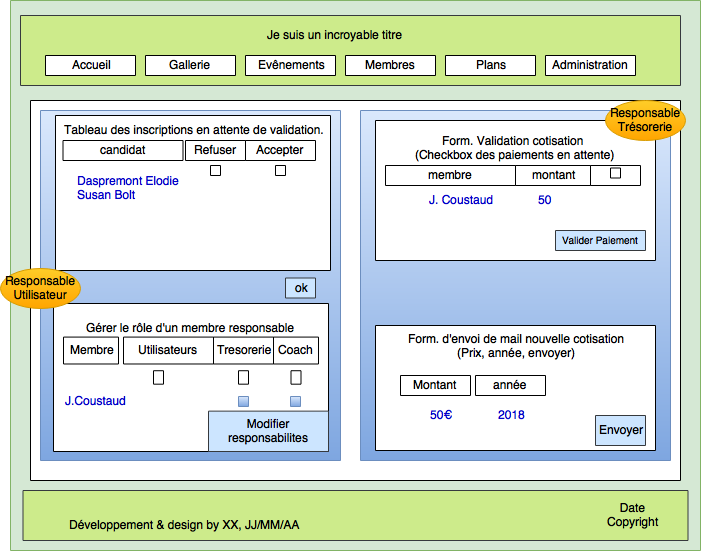 Je suis un incroyable titre
Accueil
Gallerie
Evênements
Membres
Plans
Administration
Tableau des inscriptions en attente de validation.
candidat
Refuser
Accepter
Daspremont Elodie
Susan Bolt
ok
Responsable
Utilisateur
Gérer le rôle d'un membre responsable
Membre
Utilisateurs
Tresorerie
Coach
J.Coustaud
Modifier
responsabilites
Responsable
Trésorerie
Form. Validation cotisation
(Checkbox des paiements en attente)
membre
montant
J. Coustaud
50
Valider Paiement
Form. d'envoi de mail nouvelle cotisation
(Prix, année, envoyer)
Montant
année
50€
2018
Envoyer
Développement & design by XX, JJ/MM/AA
Date
Copyright